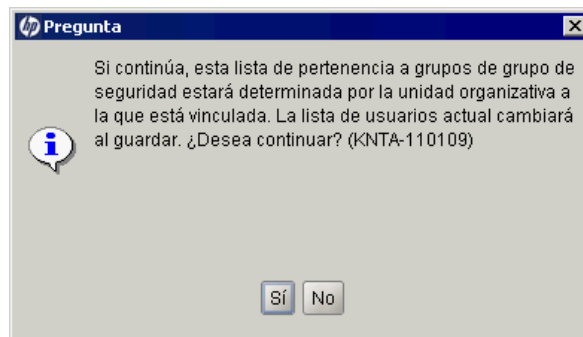 hp Pregunta
Si continúa, esta lista de pertenencia a grupos de grupo de
seguridad estará determinada por la unidad organizativa a
la que está vinculada. La lista de usuarios actual cambiará
al guardar. ¿Desea continuar? (KNTA-110109)
Sí No